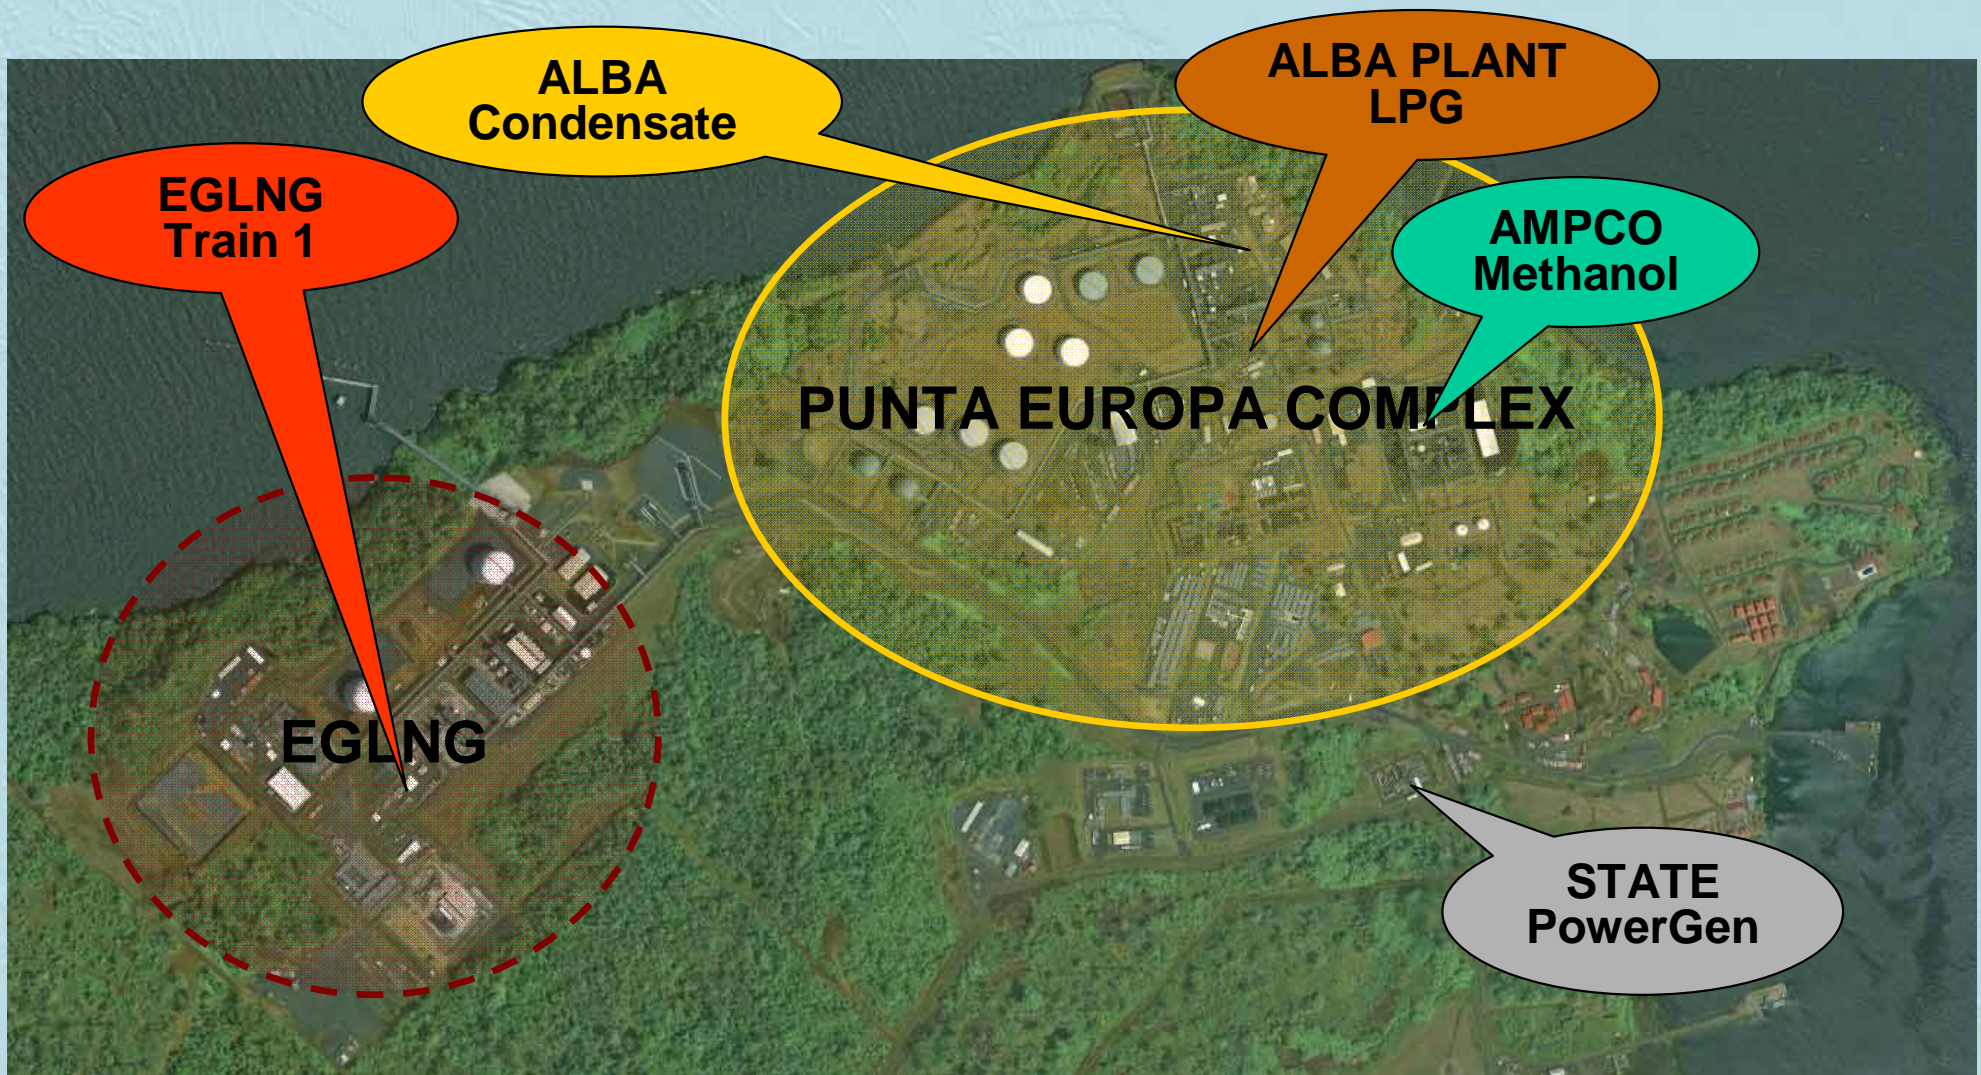 ALBA
Condensate
ALBA PLANT
LPG
EGLNG
Train 1
AMPCO
Methanol
PUNTA EUROPA COMPLEX
EGLNG
STATE
PowerGen